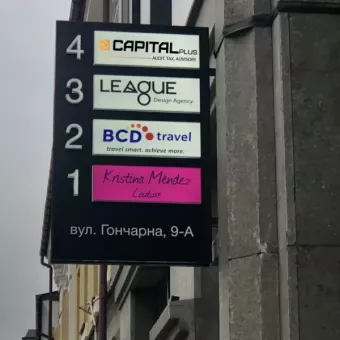 4 CAPITAL PLUS
AUDIT, TAX, ADVISORY
3 LEAGUE
Design Agency
2 BCD travel
travel smart. achieve more.
1 Kristina Mendez
Couture
вул. Гончарна, 9-А